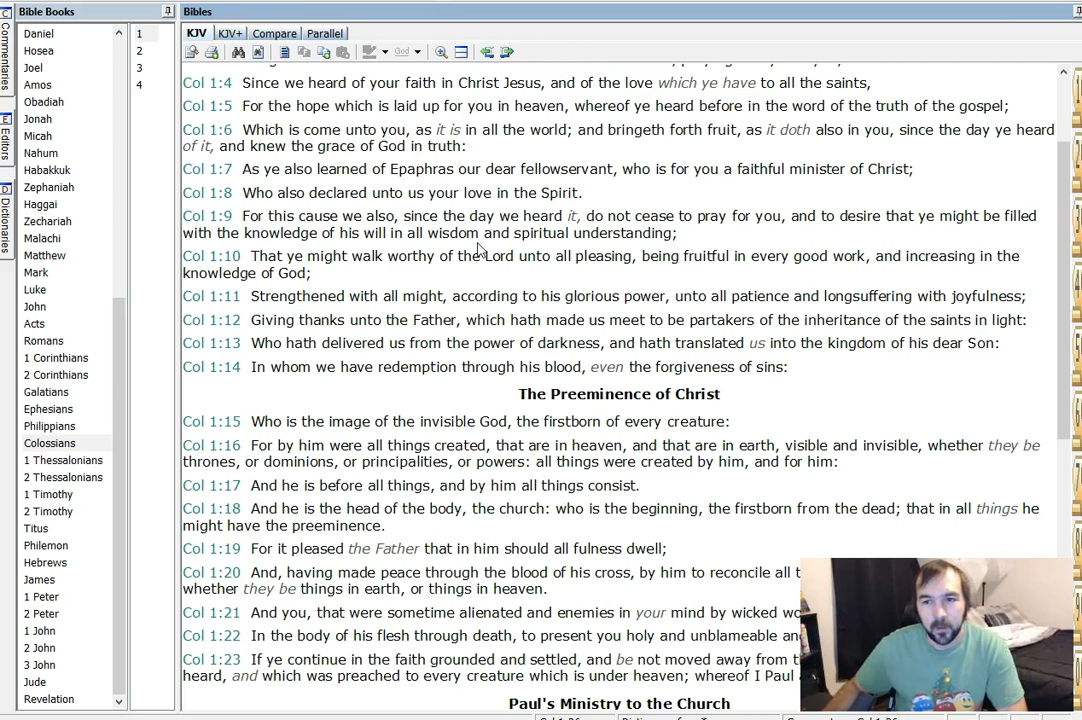 Bible Books
Bibles
Commentaries
Editors
Dictionaries
Daniel
Hosea
Joel
Amos
Obadiah
Jonah
Micah
Nahum
Habakkuk
Zephaniah
Haggai
Zechariah
Malachi
Matthew
Mark
Luke
John
Acts
Romans
1 Corinthians
2 Corinthians
Galatians
Ephesians
Philippians
Colossians
1 Thessalonians
2 Thessalonians
1 Timothy
2 Timothy
Titus
Philemon
Hebrews
James
1 Peter
2 Peter
1 John
2 John
3 John
Jude
Revelation
1
2
3
4
KJV KJV+ Compare Parallel
God
Col 1:4 Since we heard of your faith in Christ Jesus, and of the love which ye have to all the saints,
Col 1:5 For the hope which is laid up for you in heaven, whereof ye heard before in the word of the truth of the gospel;
Col 1:6 Which is come unto you, as it is in all the world; and bringeth forth fruit, as it doth also in you, since the day ye heard
of it, and knew the grace of God in truth:
Col 1:7 As ye also learned of Epaphras our dear fellowservant, who is for you a faithful minister of Christ;
Col 1:8 Who also declared unto us your love in the Spirit.
Col 1:9 For this cause we also, since the day we heard it, do not cease to pray for you, and to desire that ye might be filled
with the knowledge of his will in all wisdom and spiritual understanding;
Col 1:10 That ye might walk worthy of the Lord unto all pleasing, being fruitful in every good work, and increasing in the
knowledge of God;
Col 1:11 Strengthened with all might, according to his glorious power, unto all patience and longsuffering with joyfulness;
Col 1:12 Giving thanks unto the Father, which hath made us meet to be partakers of the inheritance of the saints in light:
Col 1:13 Who hath delivered us from the power of darkness, and hath translated us into the kingdom of his dear Son:
Col 1:14 In whom we have redemption through his blood, even the forgiveness of sins:
The Preeminence of Christ
Col 1:15 Who is the image of the invisible God, the firstborn of every creature:
Col 1:16 For by him were all things created, that are in heaven, and that are in earth, visible and invisible, whether they be
thrones, or dominions, or principalities, or powers: all things were created by him, and for him:
Col 1:17 And he is before all things, and by him all things consist.
Col 1:18 And he is the head of the body, the church: who is the beginning, the firstborn from the dead; that in all things he
might have the preeminence.
Col 1:19 For it pleased the Father that in him should all fulness dwell;
Col 1:20 And, having made peace through the blood of his cross, by him to reconcile all
whether they be things in earth, or things in heaven.
Col 1:21 And you, that were sometime alienated and enemies in your mind by wicked
Col 1:22 In the body of his flesh through death, to present you holy and unblameable
Col 1:23 If ye continue in the faith grounded and settled, and be not moved away from
heard, and which was preached to every creature which is under heaven; whereof I Paul
Paul's Ministry to the Church